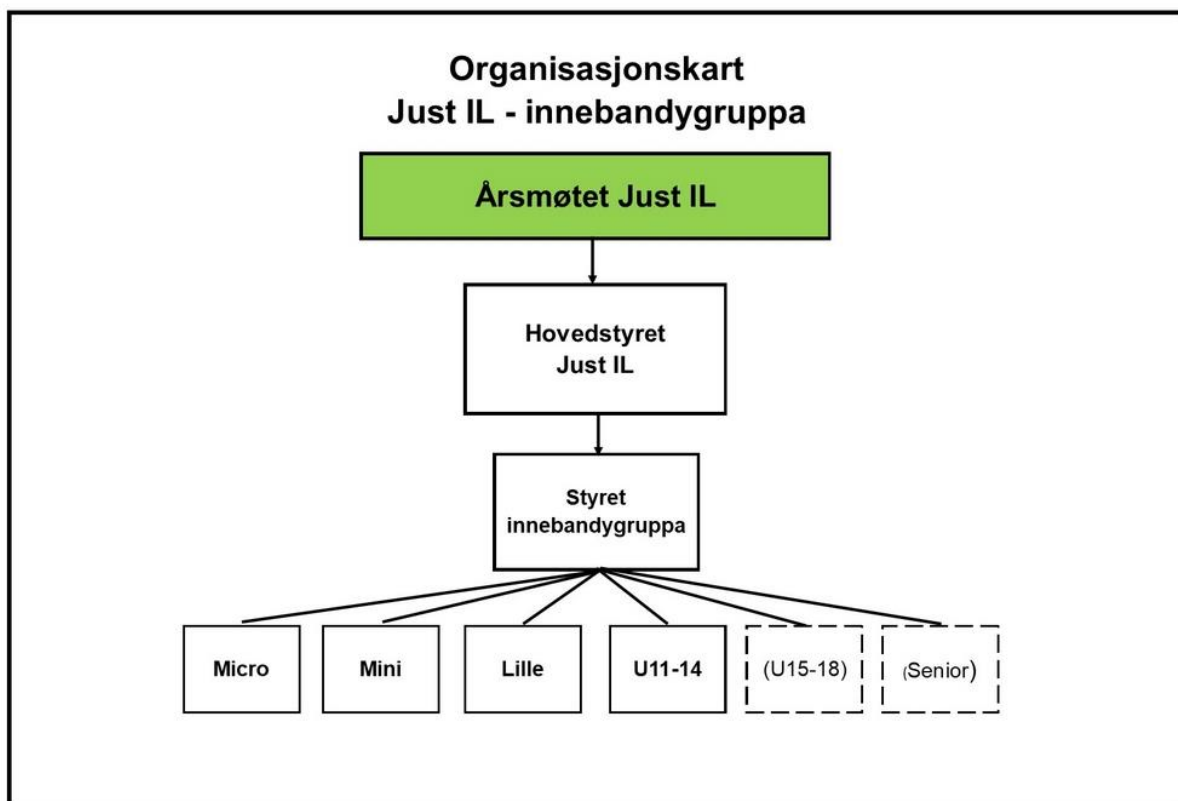 Organisasjonskart
Just IL - innebandygruppa
Årsmøtet Just IL
Hovedstyret
Just IL
Styret
innebandygruppa
Micro
Mini
Lille
U11-14
(U15-18)
(Senior)